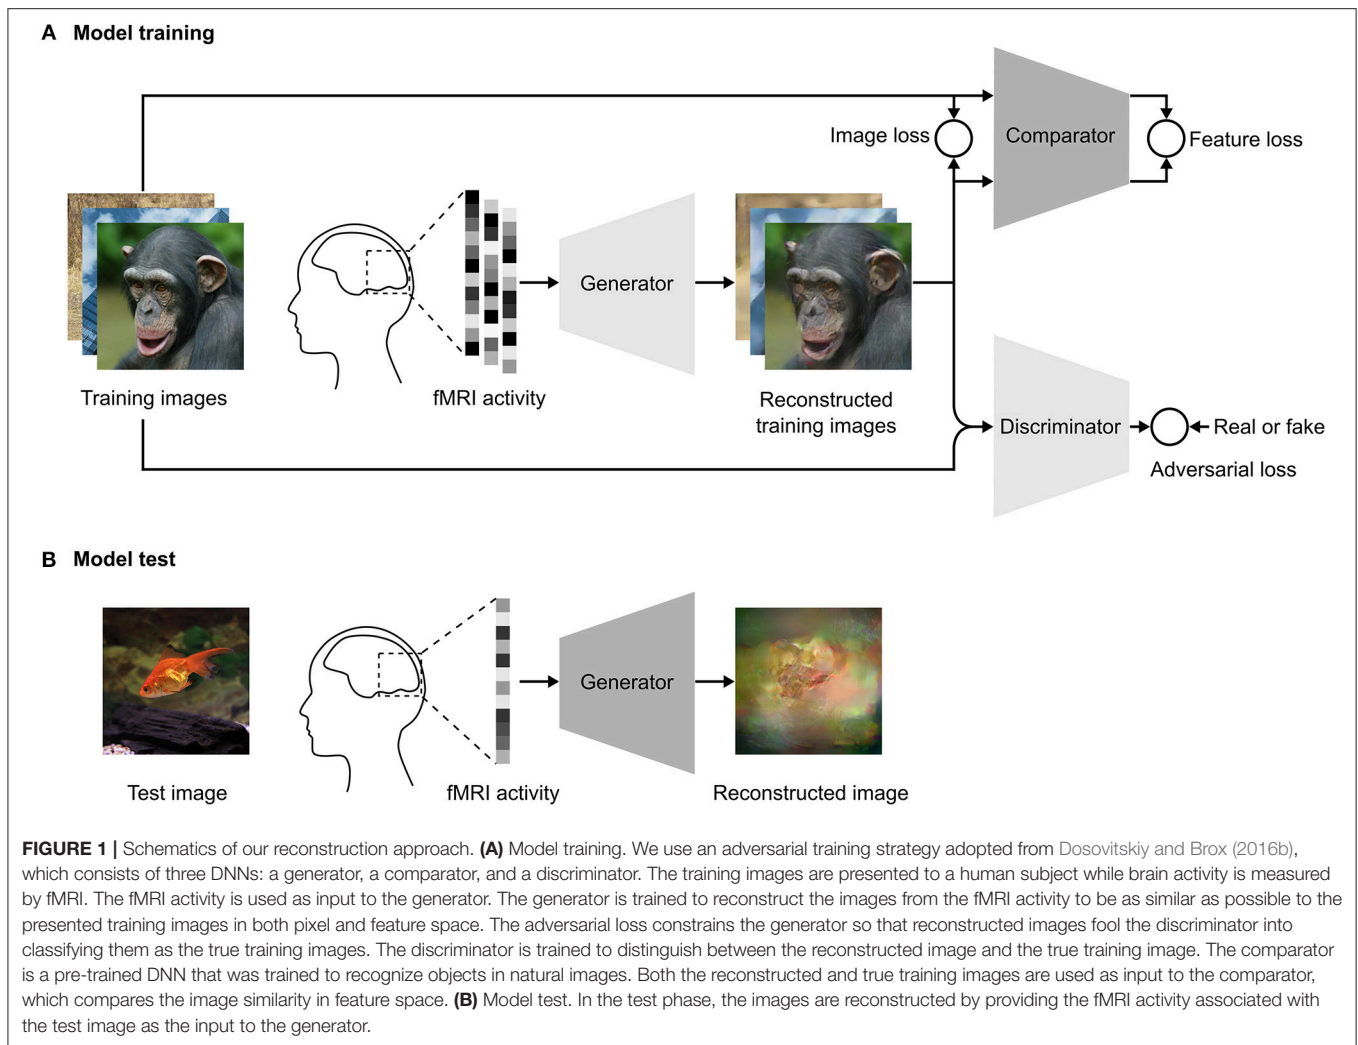 A Model training
Image loss
Comparator
Feature loss
Generator
Training images
fMRI activity
Reconstructed
training images
Discriminator
Real or fake
Adversarial loss
B Model test
Generator
Test image
fMRI activity
Reconstructed image
FIGURE 1 | Schematics of our reconstruction approach. (A) Model training. We use an adversarial training strategy adopted from Dosovitskiy and Brox (2016b),
which consists of three DNNs: a generator, a comparator, and a discriminator. The training images are presented to a human subject while brain activity is measured
by fMRI. The fMRI activity is used as input to the generator. The generator is trained to reconstruct the images from the fMRI activity to be as similar as possible to the
presented training images in both pixel and feature space. The adversarial loss constrains the generator so that reconstructed images fool the discriminator into
classifying them as the true training images. The discriminator is trained to distinguish between the reconstructed image and the true training image. The comparator
is a pre-trained DNN that was trained to recognize objects in natural images. Both the reconstructed and true training images are used as input to the comparator,
which compares the image similarity in feature space. (B) Model test. In the test phase, the images are reconstructed by providing the fMRI activity associated with
the test image as the input to the generator.